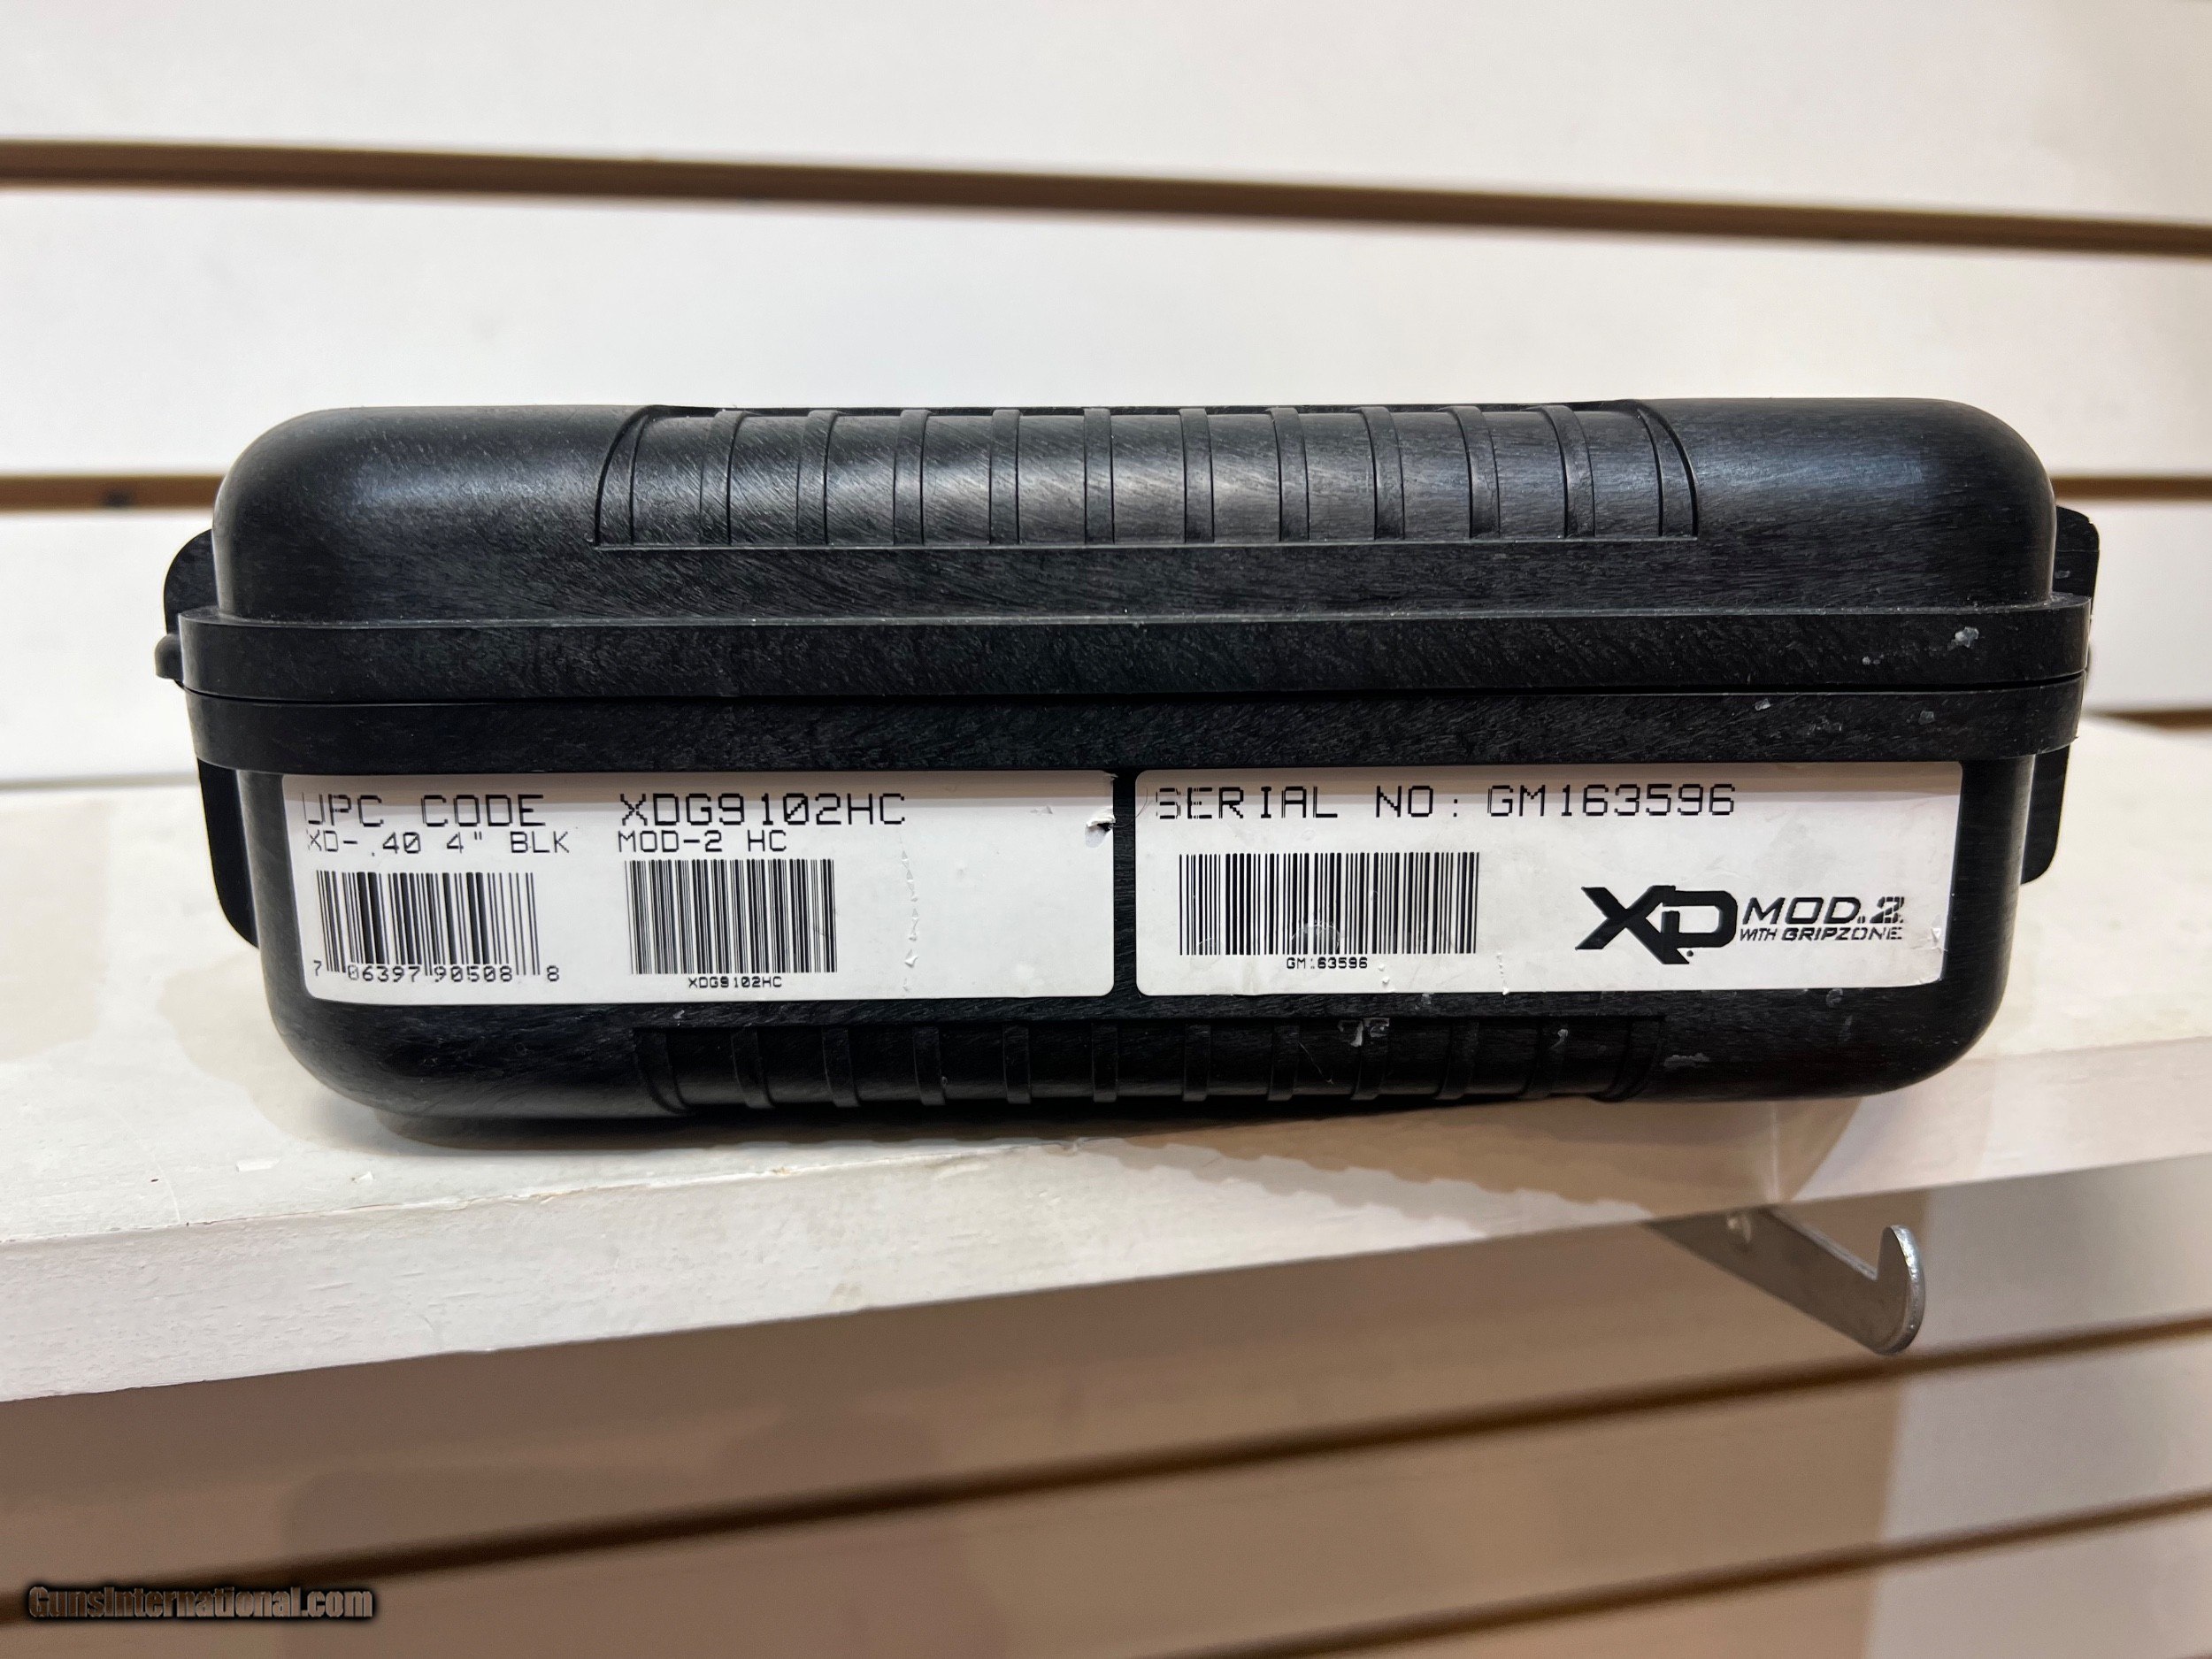 UPC CODE XDG9102HC
XD-.40 4" BLK MOD-2 HC
7 06397 90508 8
XDG9102HC
SERIAL NO: GM163596
GM163596
XD MOD.2
WITH GRIPZONE
GunsInternational.com